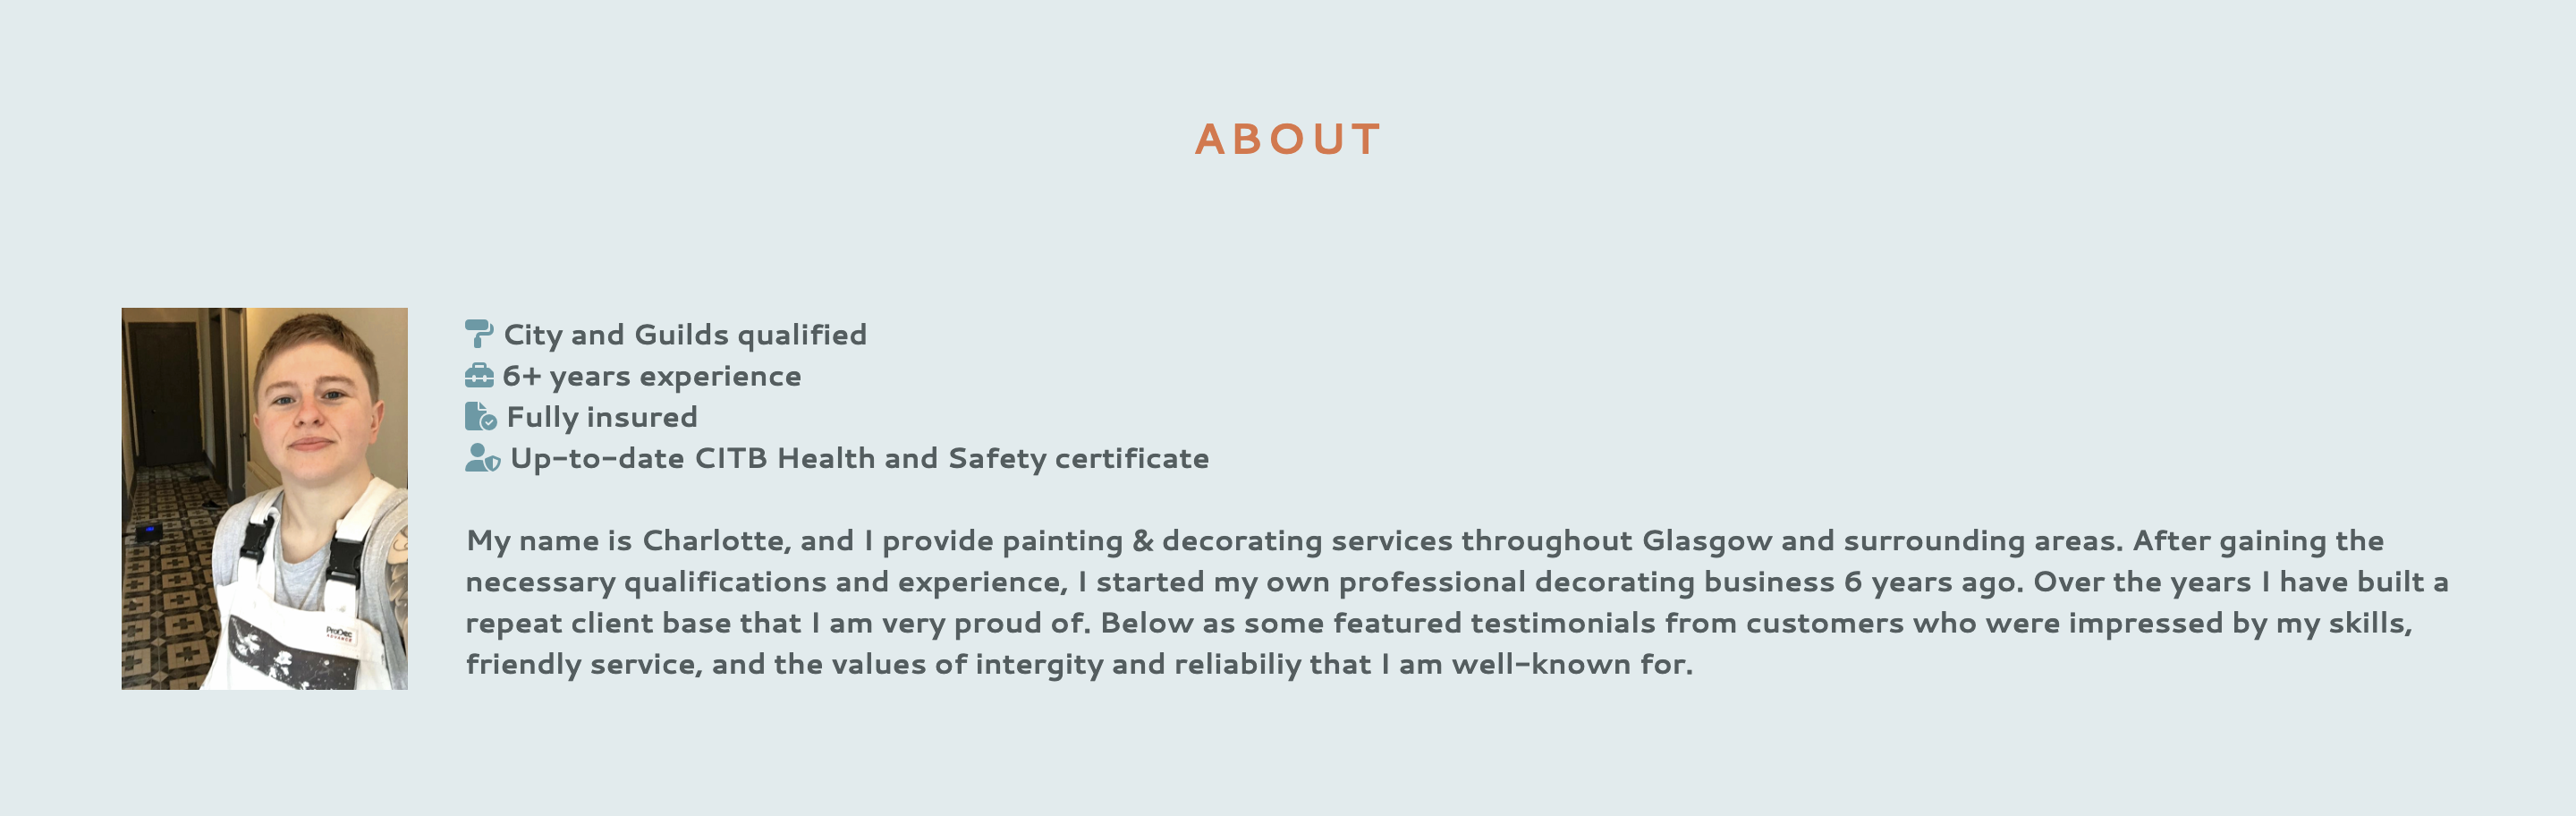 ABOUT
City and Guilds qualified
6+ years experience
Fully insured
Up-to-date CITB Health and Safety certificate
My name is Charlotte, and I provide painting & decorating services throughout Glasgow and surrounding areas. After gaining the
necessary qualifications and experience, I started my own professional decorating business 6 years ago. Over the years I have built a
repeat client base that I am very proud of. Below as some featured testimonials from customers who were impressed by my skills,
friendly service, and the values of intergity and reliabiliy that I am well-known for.
ProDec
ADVANCE